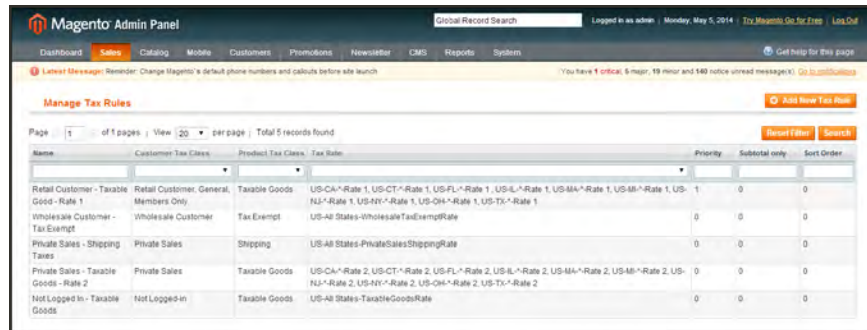 Magento Admin Panel
Global Record Search
Logged in as admin | Monday, May 5, 2014 | Try Magento Go for Free | Log Out
Dashboard Sales Catalog Mobile Customers Promotions Newsletter CMS Reports System
Get help for this page
Latest Message: Reminder: Change Magento's default phone numbers and callouts before site launch
You have 1 critical, 5 major, 19 minor and 140 notice unread message(s). Go to notifications
Manage Tax Rules
Add New Tax Rule
Page 1 of 1 pages | View 20 per page | Total 5 records found
Reset Filter Search
Name Customer Tax Class Product Tax Class Tax Rate Priority Subtotal only Sort Order
Retail Customer - Taxable Retail Customer, General, Taxable Goods US-CA-*-Rate 1, US-CT-*-Rate 1, US-FL-*-Rate 1 , US-IL-*-Rate 1, US-MA-*-Rate 1, US-MI-*-Rate 1, US- 1 0 0
Good - Rate 1 Members Only NJ-*-Rate 1, US-NY-*-Rate 1, US-OH-*-Rate 1, US-TX-*-Rate 1
Wholesale Customer - Wholesale Customer Tax Exempt US-All States-WholesaleTaxExemptRate 0 0 0
Tax Exempt
Private Sales - Shipping Private Sales Shipping US-All States-PrivateSalesShippingRate 0 0 0
Taxes
Private Sales - Taxable Private Sales Taxable Goods US-CA-*-Rate 2, US-CT-*-Rate 2, US-FL-*-Rate 2, US-IL-*-Rate 2, US-MA-*-Rate 2, US-MI-*-Rate 2, US- 0 0 0
Goods - Rate 2 NJ-*-Rate 2, US-NY-*-Rate 2, US-OH-*-Rate 2, US-TX-*-Rate 2
Not Logged In - Taxable Not Logged-in Taxable Goods US-All States-TaxableGoodsRate 0 0 0
Goods